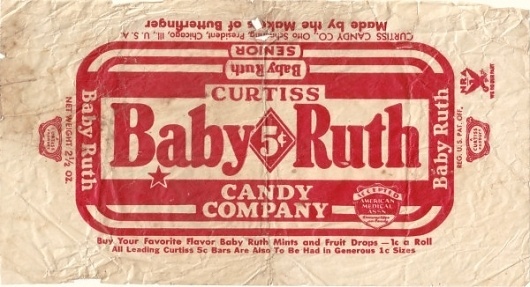 Made by the Makers of Butterfinger
CURTISS CANDY CO., Otto Schnering, President, Chicago, Ill., U. S. A.
SENIOR
Baby Ruth
CURTISS
Baby 5¢ Ruth
CANDY
COMPANY
Baby Ruth
NET WEIGHT 2½ OZ.
Baby Ruth
REG. U.S. PAT. OFF.
NRA
ACCEPTED
AMERICAN
MEDICAL
ASSN.
Buy Your Favorite Flavor Baby Ruth Mints and Fruit Drops—1c a Roll
All Leading Curtiss 5c Bars Are Also To Be Had in Generous 1c Sizes